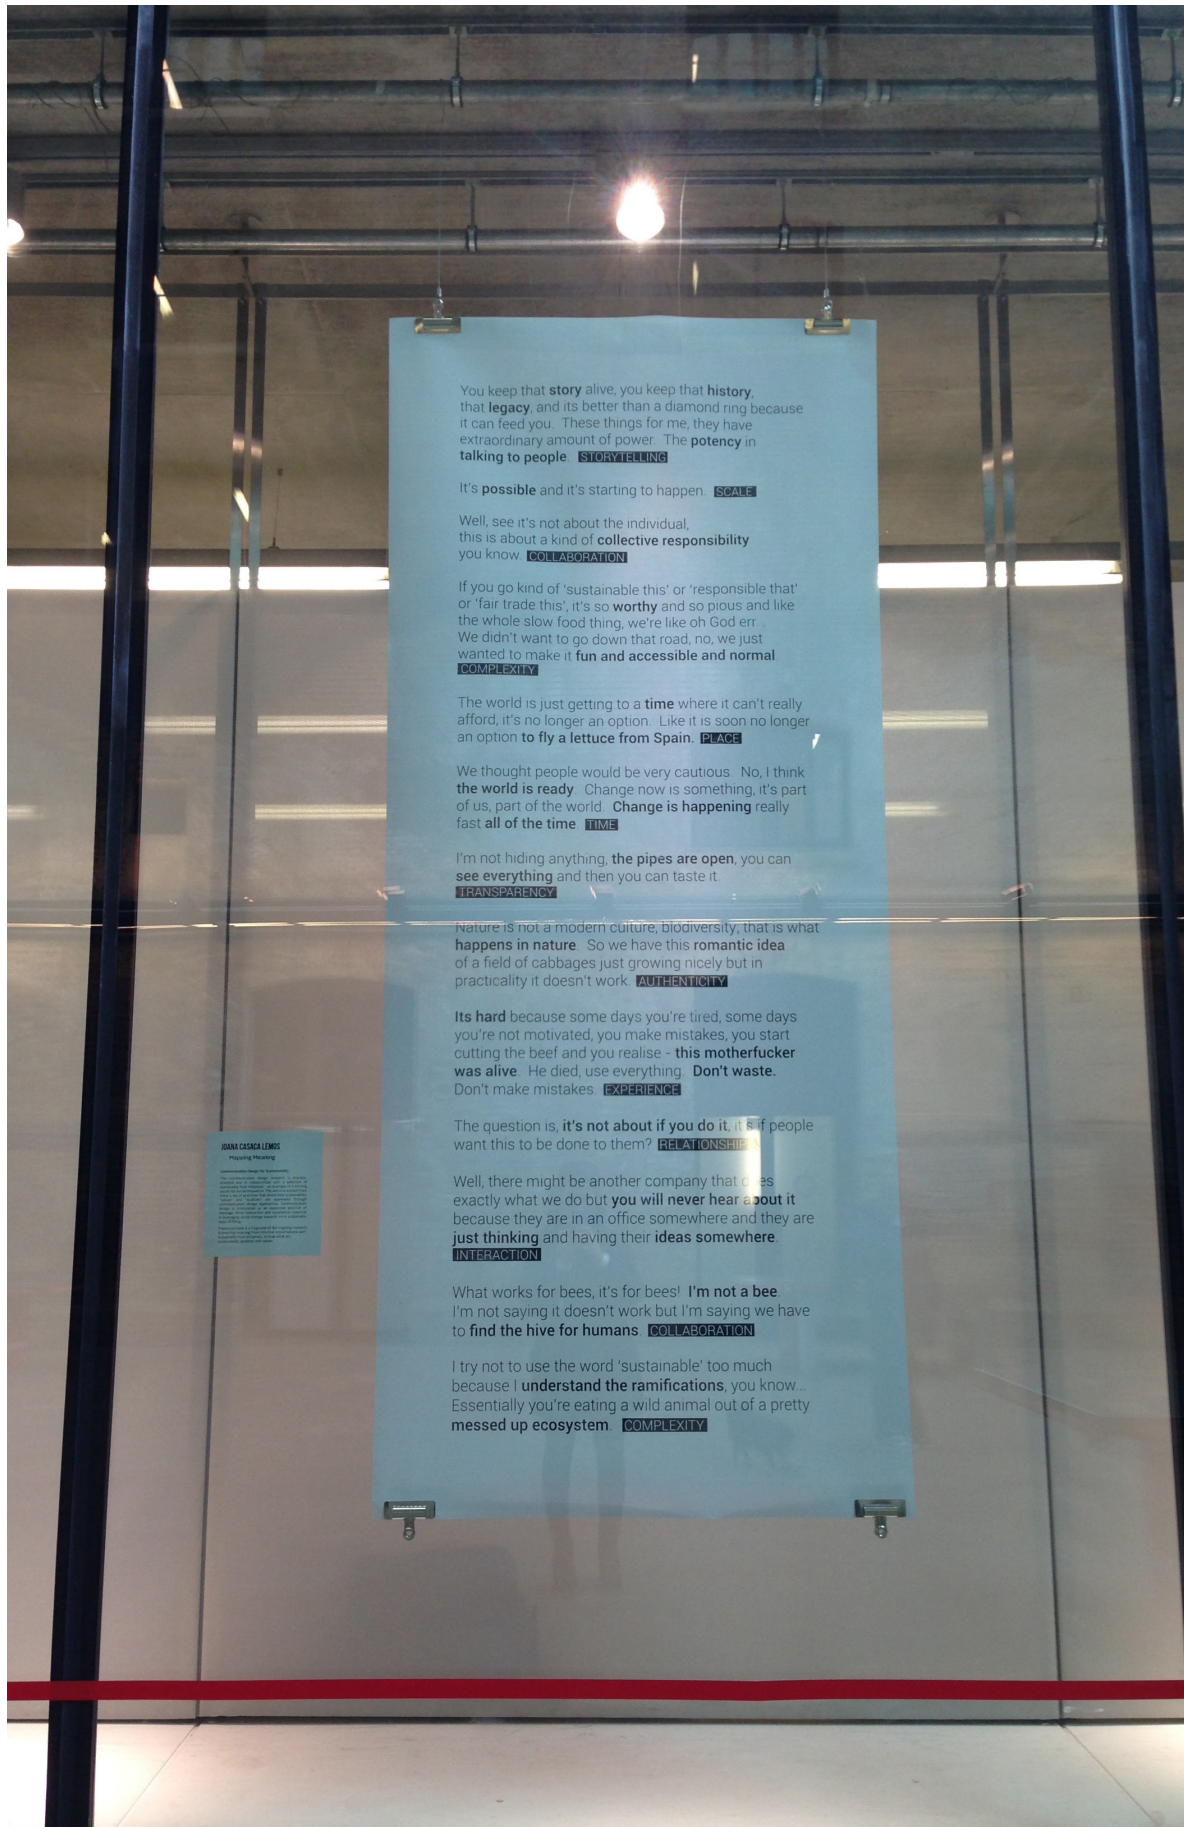 You keep that story alive, you keep that history,
that legacy, and its better than a diamond ring because
it can feed you. These things for me, they have
extraordinary amount of power. The potency in
talking to people. STORYTELLING
It's possible and it's starting to happen. SCALE
Well, see it's not about the individual,
this is about a kind of collective responsibility
you know. COLLABORATION
If you go kind of 'sustainable this' or 'responsible that'
or 'fair trade this', it's so worthy and so pious and like
the whole slow food thing, we're like oh God err...
We didn't want to go down that road, no, we just
wanted to make it fun and accessible and normal.
COMPLEXITY
The world is just getting to a time where it can't really
afford, it's no longer an option. Like it is soon no longer
an option to fly a lettuce from Spain. PLACE
We thought people would be very cautious. No, I think
the world is ready. Change now is something, it's part
of us, part of the world. Change is happening really
fast all of the time. TIME
I'm not hiding anything, the pipes are open, you can
see everything and then you can taste it.
TRANSPARENCY
Nature is not a modern culture, biodiversity; that is what
happens in nature. So we have this romantic idea
of a field of cabbages just growing nicely but in
practicality it doesn't work. AUTHENTICITY
Its hard because some days you're tired, some days
you're not motivated, you make mistakes, you start
cutting the beef and you realise - this motherfucker
was alive. He died, use everything. Don't waste.
Don't make mistakes. EXPERIENCE
The question is, it's not about if you do it, it's if people
want this to be done to them? RELATIONSHIPS
Well, there might be another company that does
exactly what we do but you will never hear about it
because they are in an office somewhere and they are
just thinking and having their ideas somewhere.
INTERACTION
What works for bees, it's for bees! I'm not a bee.
I'm not saying it doesn't work but I'm saying we have
to find the hive for humans. COLLABORATION
I try not to use the word 'sustainable' too much
because I understand the ramifications, you know...
Essentially you're eating a wild animal out of a pretty
messed up ecosystem. COMPLEXITY
JOANA CASACA LEMOS
Mapping Meaning
Communication Design for Sustainability